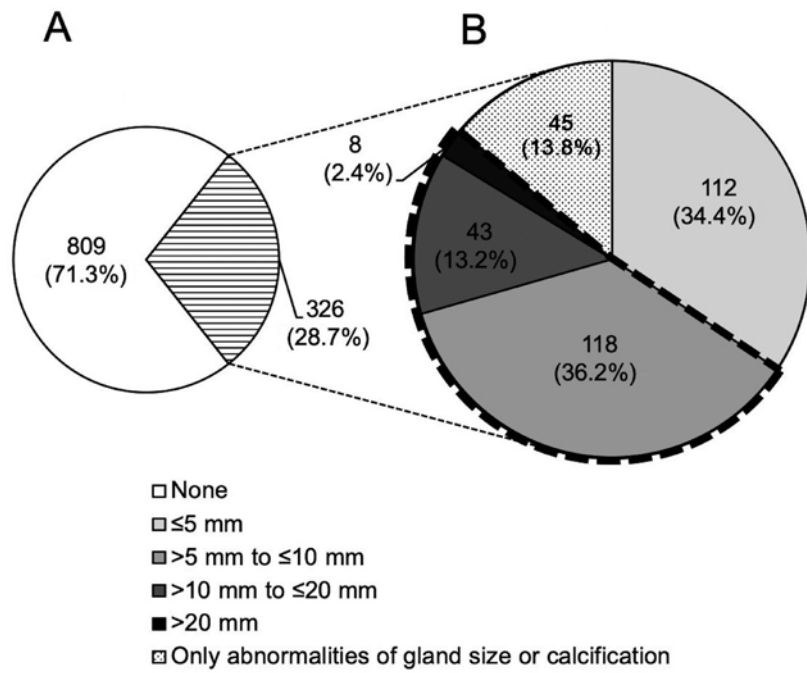 A
B
809
(71.3%)
326
(28.7%)
8
(2.4%)
45
(13.8%)
112
(34.4%)
43
(13.2%)
118
(36.2%)
None
≤5 mm
>5 mm to ≤10 mm
>10 mm to ≤20 mm
>20 mm
Only abnormalities of gland size or calcification